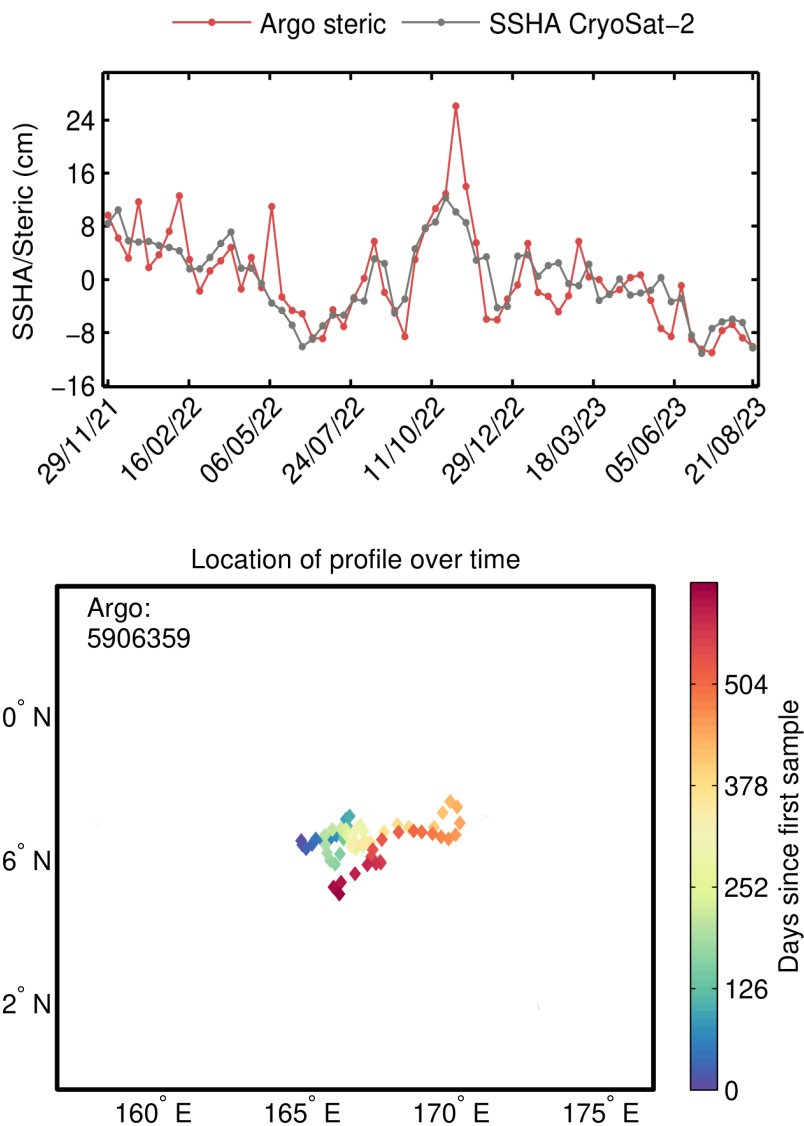 Argo steric SSHA CryoSat−2
SSHA/Steric (cm)
24
16
8
0
−8
−16
29/11/21 16/02/22 06/05/22 24/07/22 11/10/22 29/12/22 18/03/23 05/06/23 21/08/23
Location of profile over time
Argo:
5906359
0° N
6° N
2° N
160° E 165° E 170° E 175° E
504
378
252
126
0
Days since first sample